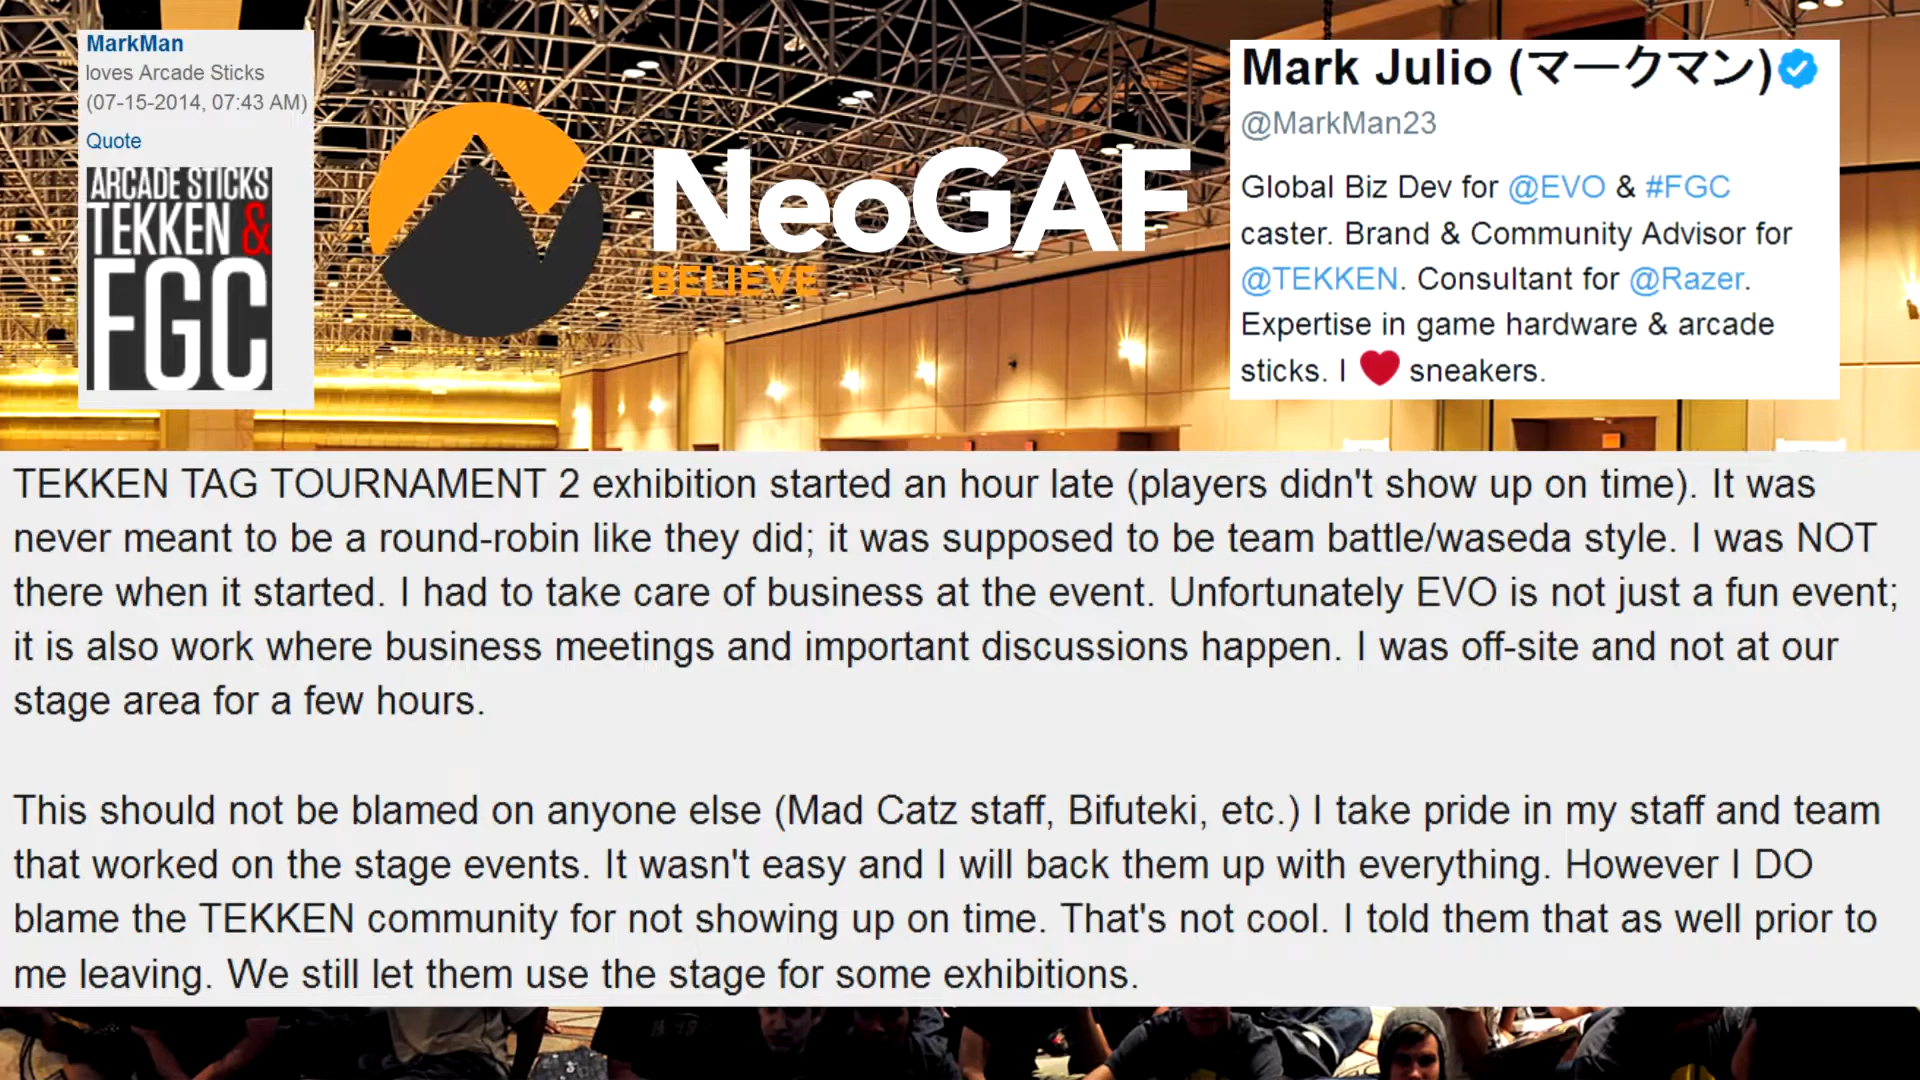 MarkMan
loves Arcade Sticks
(07-15-2014, 07:43 AM)
Quote
ARCADE STICKS
TEKKEN &
FGC
NeoGAF
BELIEVE
Mark Julio (マークマン)
@MarkMan23
Global Biz Dev for @EVO & #FGC
caster. Brand & Community Advisor for
@TEKKEN. Consultant for @Razer.
Expertise in game hardware & arcade
sticks. I ❤ sneakers.
TEKKEN TAG TOURNAMENT 2 exhibition started an hour late (players didn't show up on time). It was
never meant to be a round-robin like they did; it was supposed to be team battle/waseda style. I was NOT
there when it started. I had to take care of business at the event. Unfortunately EVO is not just a fun event;
it is also work where business meetings and important discussions happen. I was off-site and not at our
stage area for a few hours.
This should not be blamed on anyone else (Mad Catz staff, Bifuteki, etc.) I take pride in my staff and team
that worked on the stage events. It wasn't easy and I will back them up with everything. However I DO
blame the TEKKEN community for not showing up on time. That's not cool. I told them that as well prior to
me leaving. We still let them use the stage for some exhibitions.